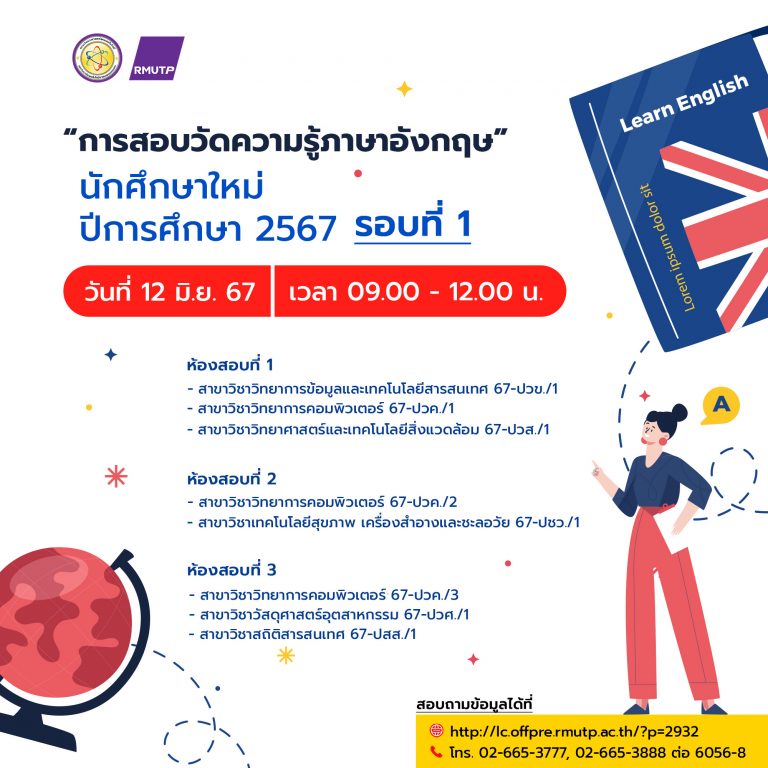 RMUTP
Learn English
Lorem ipsum dolor sit
“การสอบวัดความรู้ภาษาอังกฤษ”
นักศึกษาใหม่
ปีการศึกษา 2567 รอบที่ 1
วันที่ 12 มิ.ย. 67 เวลา 09.00 - 12.00 น.
ห้องสอบที่ 1
- สาขาวิชาวิทยาการข้อมูลและเทคโนโลยีสารสนเทศ 67-ปวข./1
- สาขาวิชาวิทยาการคอมพิวเตอร์ 67-ปวค./1
- สาขาวิชาวิทยาศาสตร์และเทคโนโลยีสิ่งแวดล้อม 67-ปวส./1
A
ห้องสอบที่ 2
- สาขาวิชาวิทยาการคอมพิวเตอร์ 67-ปวค./2
- สาขาวิชาเทคโนโลยีสุขภาพ เครื่องสำอางและชะลอวัย 67-ปชว./1
ห้องสอบที่ 3
- สาขาวิชาวิทยาการคอมพิวเตอร์ 67-ปวค./3
- สาขาวิชาวัสดุศาสตร์อุตสาหกรรม 67-ปวศ./1
- สาขาวิชาสถิติสารสนเทศ 67-ปสส./1
สอบถามข้อมูลได้ที่
http://lc.offpre.rmutp.ac.th/?p=2932
โทร. 02-665-3777, 02-665-3888 ต่อ 6056-8